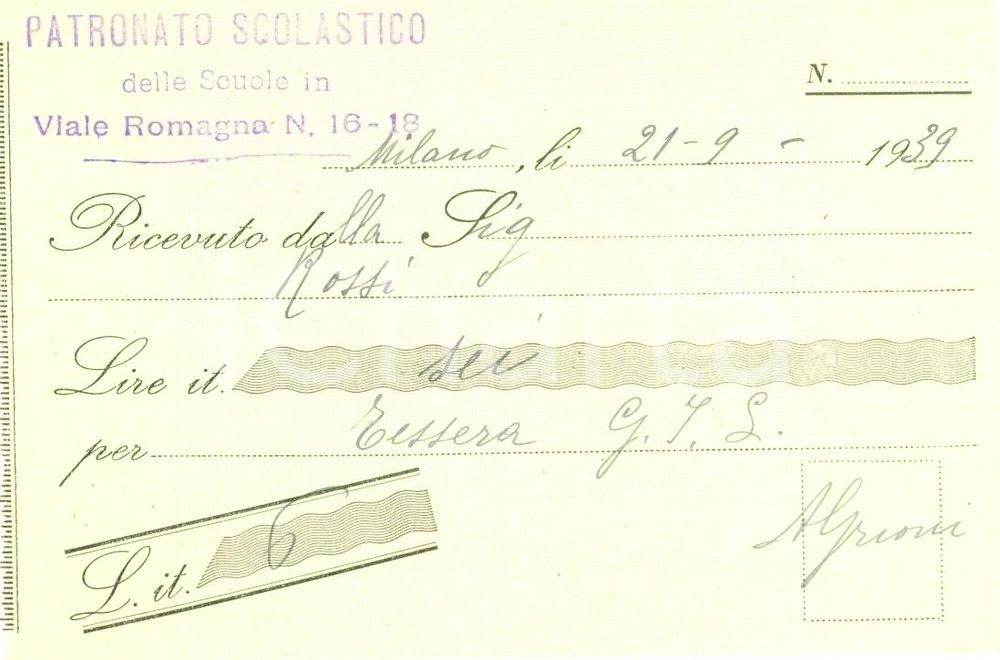 PATRONATO SCOLASTICO
delle Scuole in
Viale Romagna N. 16-18
N.
Milano, li 21-9- 1939
Ricevuto dalla Sig
Rossi
Lire it. sei
per Tessera G. I. L.
L. it. 6